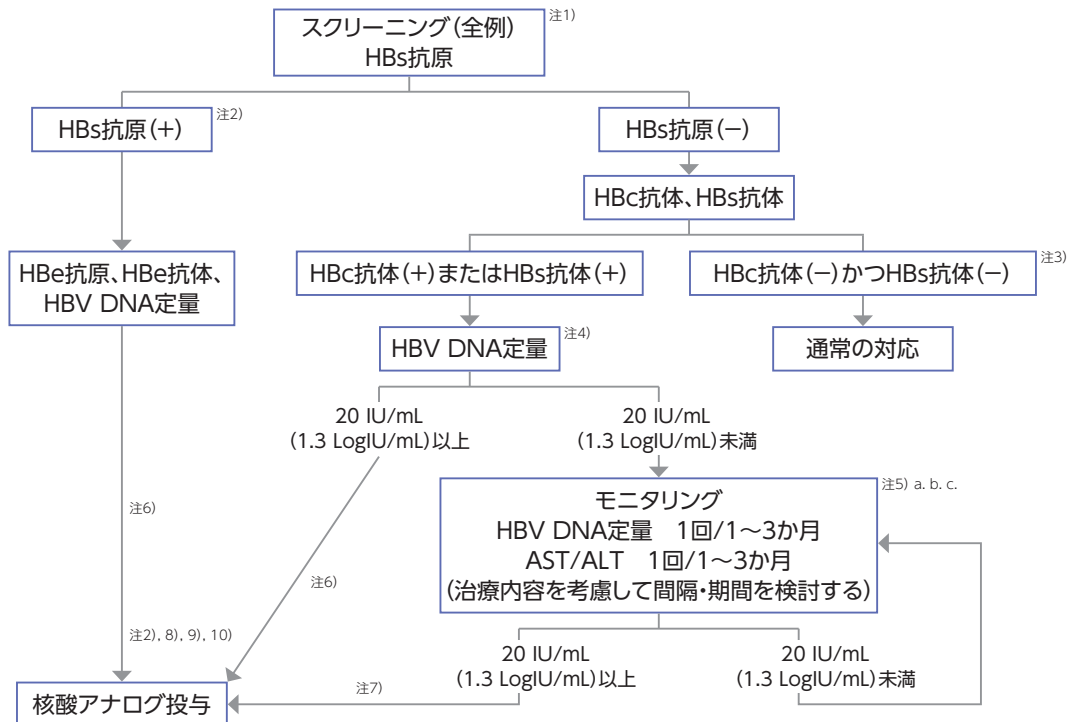 スクリーニング（全例）
HBs抗原
注1）
HBs抗原（＋）
注2）
HBs抗原（－）
HBc抗体、HBs抗体
HBe抗原、HBe抗体、
HBV DNA定量
HBc抗体（＋）またはHBs抗体（＋）
HBc抗体（－）かつHBs抗体（－）
注3）
HBV DNA定量
注4）
通常の対応
20 IU/mL
（1.3 LogIU/mL）以上
20 IU/mL
（1.3 LogIU/mL）未満
注5）a. b. c.
モニタリング
HBV DNA定量　1回/1～3か月
AST/ALT　1回/1～3か月
（治療内容を考慮して間隔・期間を検討する）
注6）
注6）
注2）, 8）, 9）, 10）
20 IU/mL
（1.3 LogIU/mL）以上
20 IU/mL
（1.3 LogIU/mL）未満
注7）
核酸アナログ投与